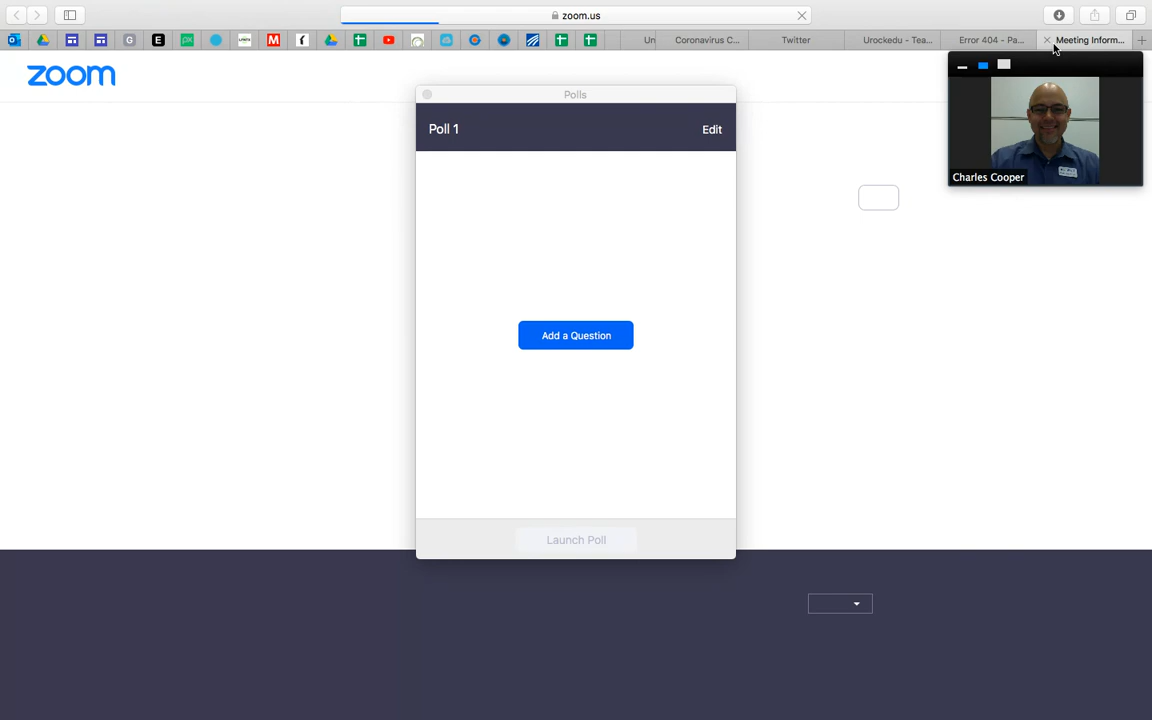 zoom.us
Un
Coronavirus C...
Twitter
Urockedu - Tea...
Error 404 - Pa...
Meeting Inform...
zoom
Polls
Poll 1
Edit
Charles Cooper
Add a Question
Launch Poll